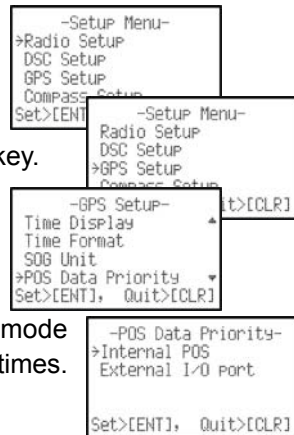 -Setup Menu-
→Radio Setup
DSC Setup
GPS Setup
Compass Setup
Set>[ENT
key.
-Setup Menu-
Radio Setup
DSC Setup
→GPS Setup
Compass Setup
it>[CLR]
-GPS Setup-
Time Display ▲
Time Format
SOG Unit
→POS Data Priority ▼
Set>[ENT], Quit>[CLR]
mode
times.
-POS Data Priority-
→Internal POS
External I/O port
Set>[ENT], Quit>[CLR]